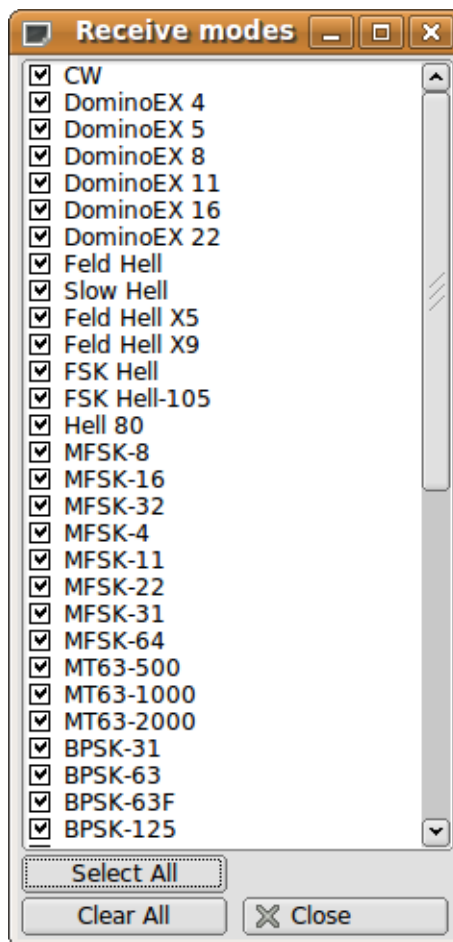 Receive modes
CW
DominoEX 4
DominoEX 5
DominoEX 8
DominoEX 11
DominoEX 16
DominoEX 22
Feld Hell
Slow Hell
Feld Hell X5
Feld Hell X9
FSK Hell
FSK Hell-105
Hell 80
MFSK-8
MFSK-16
MFSK-32
MFSK-4
MFSK-11
MFSK-22
MFSK-31
MFSK-64
MT63-500
MT63-1000
MT63-2000
BPSK-31
BPSK-63
BPSK-63F
BPSK-125
Select All
Clear All Close